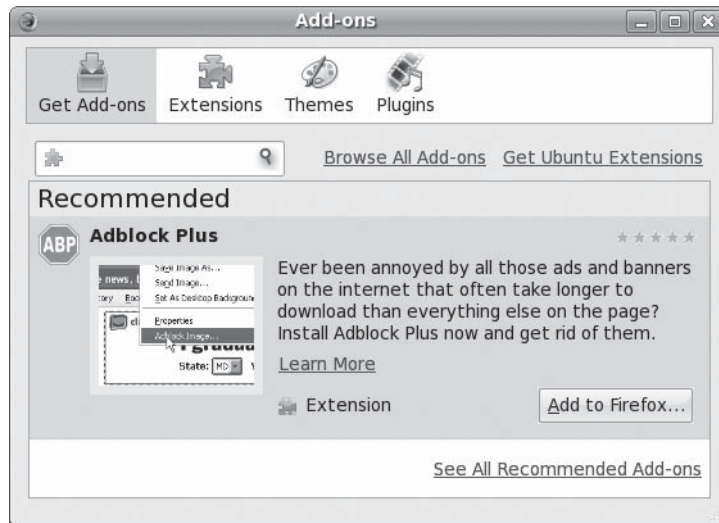 Add-ons
Get Add-ons Extensions Themes Plugins
Browse All Add-ons Get Ubuntu Extensions
Recommended
ABP Adblock Plus
Ever been annoyed by all those ads and banners
on the internet that often take longer to
download than everything else on the page?
Install Adblock Plus now and get rid of them.
Learn More
Extension Add to Firefox...
See All Recommended Add-ons
Save Image As...
Send Image...
Set As Desktop Background
Properties
Adblock Image...
State: MD